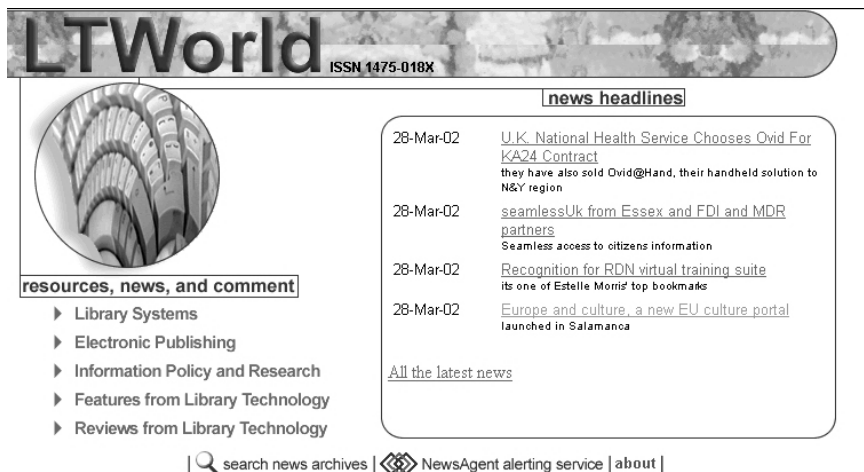 LTWorld
ISSN 1475-018X
news headlines
28-Mar-02
U.K. National Health Service Chooses Ovid For
KA24 Contract
they have also sold Ovid@Hand, their handheld solution to
N&Y region
28-Mar-02
seamlessUk from Essex and FDI and MDR
partners
Seamless access to citizens information
28-Mar-02
Recognition for RDN virtual training suite
its one of Estelle Morris' top bookmarks
28-Mar-02
Europe and culture, a new EU culture portal
launched in Salamanca
All the latest news
resources, news, and comment
Library Systems
Electronic Publishing
Information Policy and Research
Features from Library Technology
Reviews from Library Technology
| search news archives | NewsAgent alerting service | about |